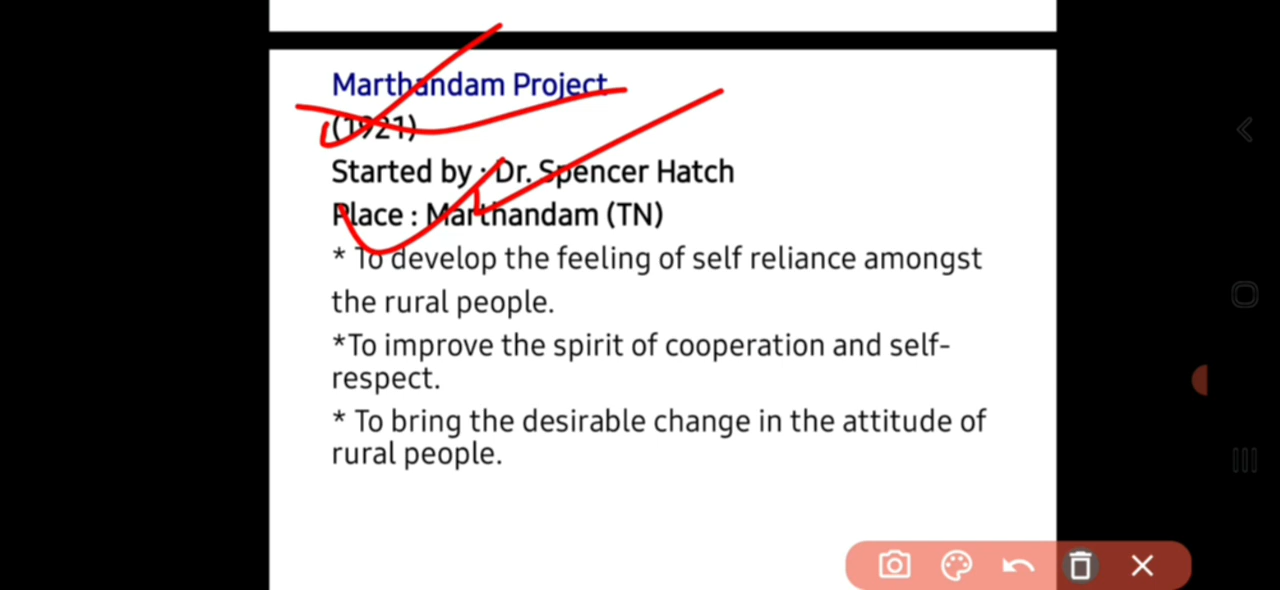 Marthandam Project
(1921)
Started by : Dr. Spencer Hatch
Place : Marthandam (TN)
* To develop the feeling of self reliance amongst
the rural people.
*To improve the spirit of cooperation and self-
respect.
* To bring the desirable change in the attitude of
rural people.